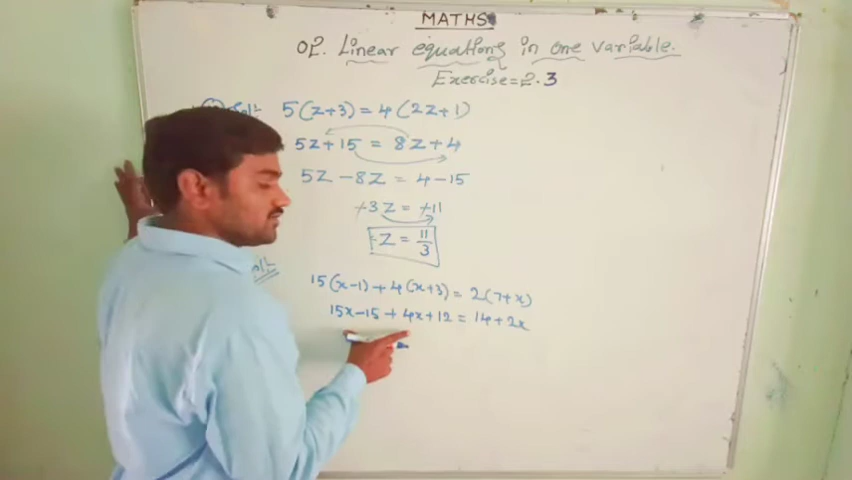 MATHS
02. Linear equations in one variable.
Exercise=2.3
Sol:- 5(z+3) = 4(2z+1)
5z+15 = 8z+4
5z-8z = 4-15
-3z = -11
z = 11/3
Sol:-
15(x-1)+4(x+3) = 2(7+x)
15x-15+4x+12 = 14+2x